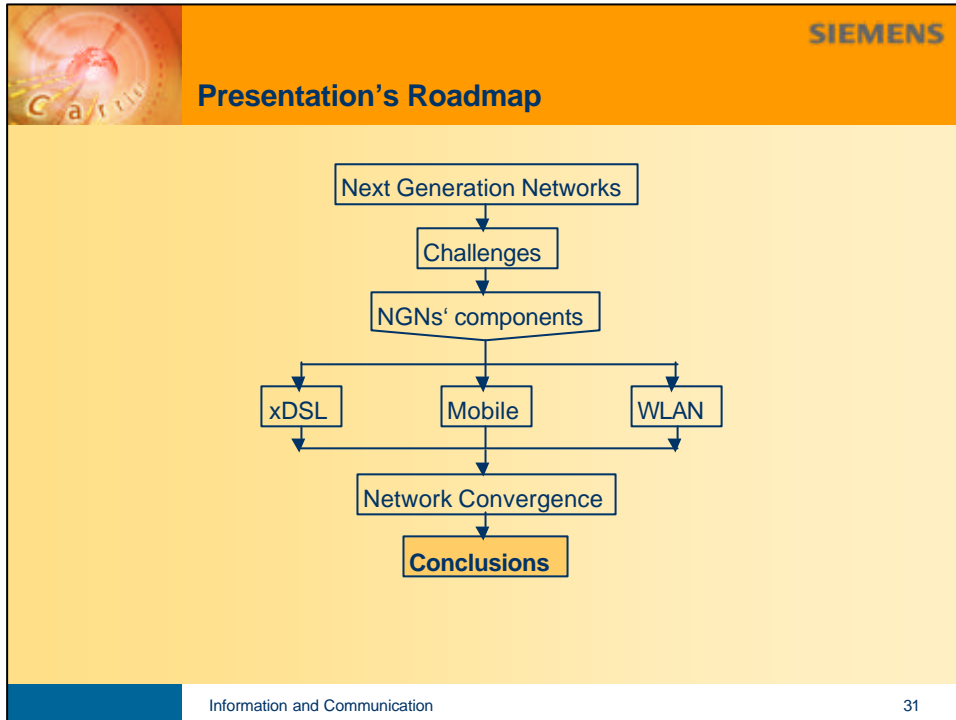 SIEMENS
Presentation's Roadmap
Next Generation Networks
Challenges
NGNs‘ components
xDSL
Mobile
WLAN
Network Convergence
Conclusions
Information and Communication
31